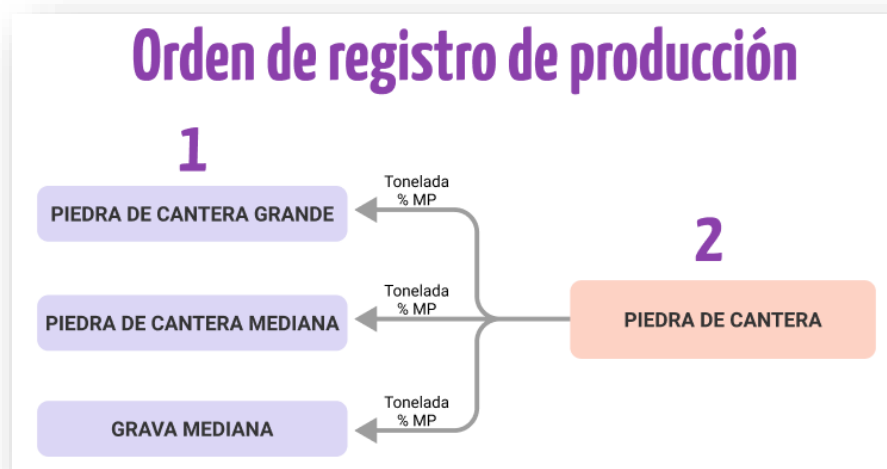 Orden de registro de producción
1
Tonelada
% MP
PIEDRA DE CANTERA GRANDE
2
Tonelada
% MP
PIEDRA DE CANTERA MEDIANA
PIEDRA DE CANTERA
Tonelada
% MP
GRAVA MEDIANA